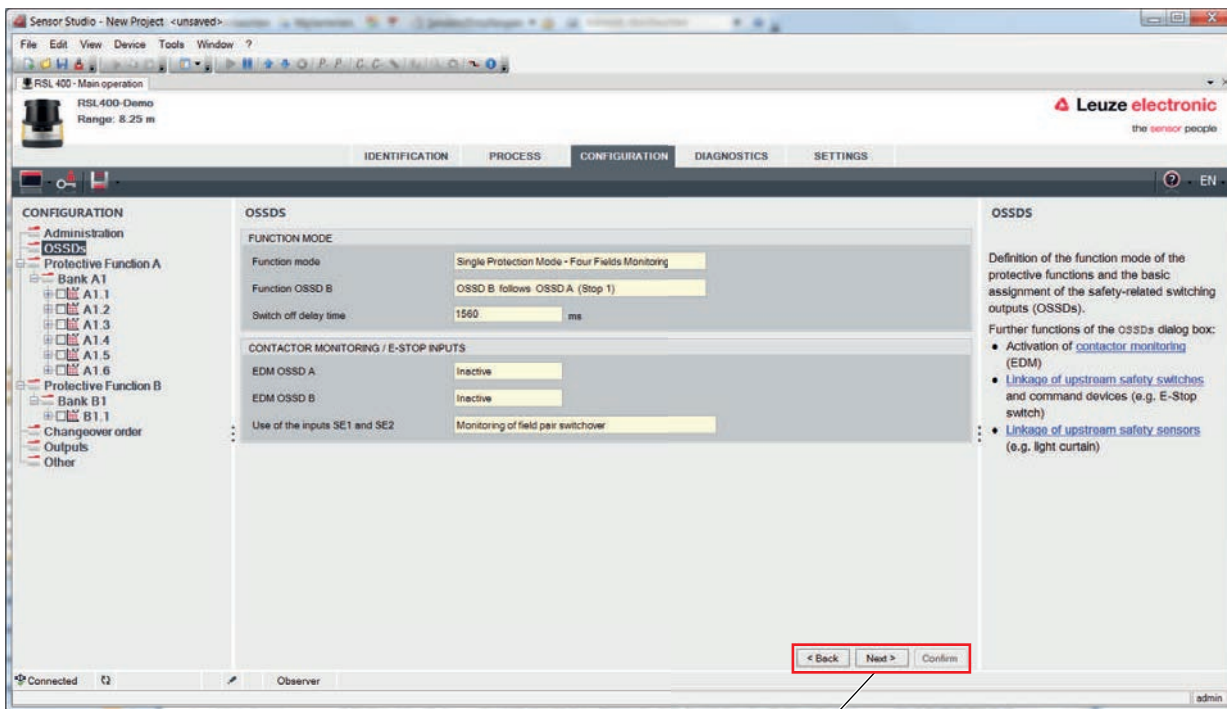 Sensor Studio - New Project <unsaved>
File Edit View Device Tools Window ?
RSL 400 - Main operation
RSL400-Demo
Range: 8.25 m
Leuze electronic
the sensor people
IDENTIFICATION PROCESS CONFIGURATION DIAGNOSTICS SETTINGS
? EN
CONFIGURATION
Administration
OSSDs
Protective Function A
Bank A1
A1.1
A1.2
A1.3
A1.4
A1.5
A1.6
Protective Function B
Bank B1
B1.1
Changeover order
Outputs
Other
OSSDS
FUNCTION MODE
Function mode Single Protection Mode - Four Fields Monitoring
Function OSSD B OSSD B follows OSSD A (Stop 1)
Switch off delay time 1560 ms
CONTACTOR MONITORING / E-STOP INPUTS
EDM OSSD A Inactive
EDM OSSD B Inactive
Use of the inputs SE1 and SE2 Monitoring of field pair switchover
< Back Next > Confirm
OSSDS
Definition of the function mode of the
protective functions and the basic
assignment of the safety-related switching
outputs (OSSDs).
Further functions of the OSSDs dialog box:
• Activation of contactor monitoring
(EDM)
• Linkage of upstream safety switches
and command devices (e.g. E-Stop
switch)
• Linkage of upstream safety sensors
(e.g. light curtain)
Connected Observer
admin